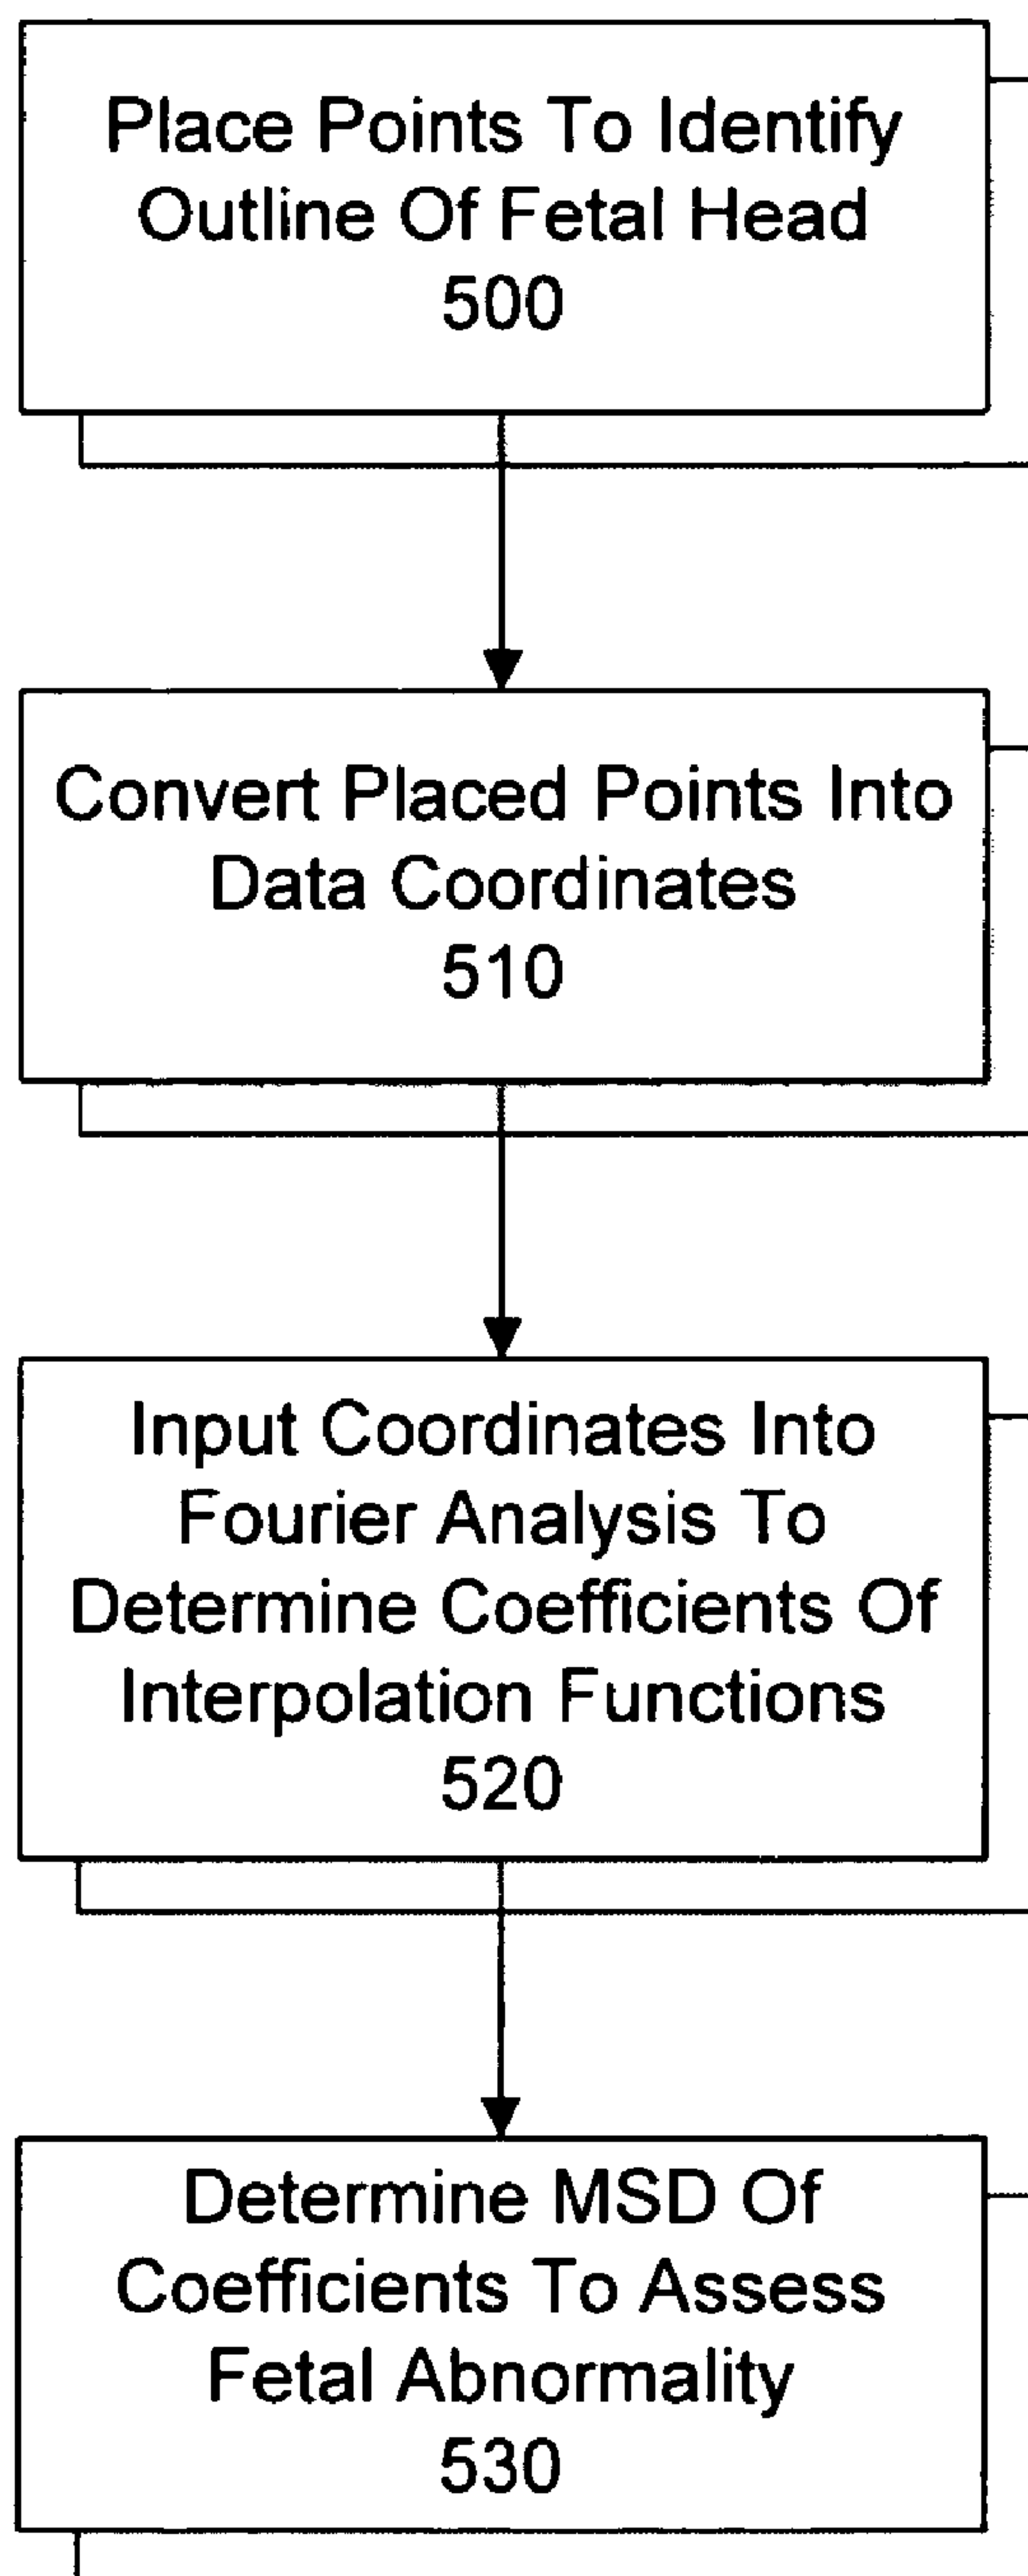 Place Points To Identify
Outline Of Fetal Head
500
Convert Placed Points Into
Data Coordinates
510
Input Coordinates Into
Fourier Analysis To
Determine Coefficients Of
Interpolation Functions
520
Determine MSD Of
Coefficients To Assess
Fetal Abnormality
530